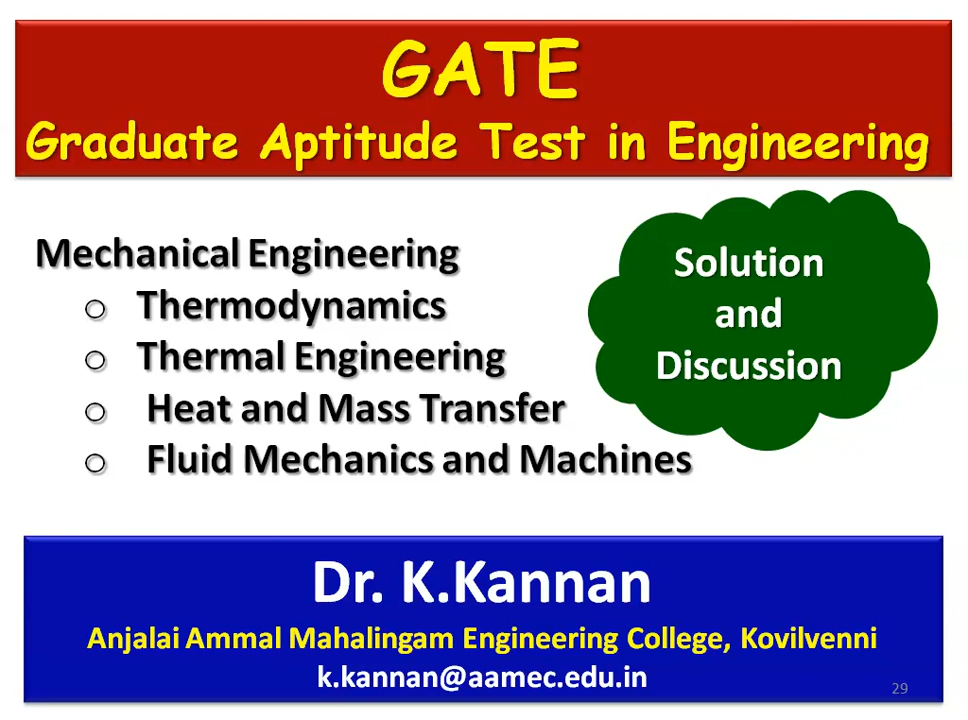 GATE
Graduate Aptitude Test in Engineering
Mechanical Engineering
o Thermodynamics
o Thermal Engineering
o Heat and Mass Transfer
o Fluid Mechanics and Machines
Solution
and
Discussion
Dr. K.Kannan
Anjalai Ammal Mahalingam Engineering College, Kovilvenni
k.kannan@aamec.edu.in
29